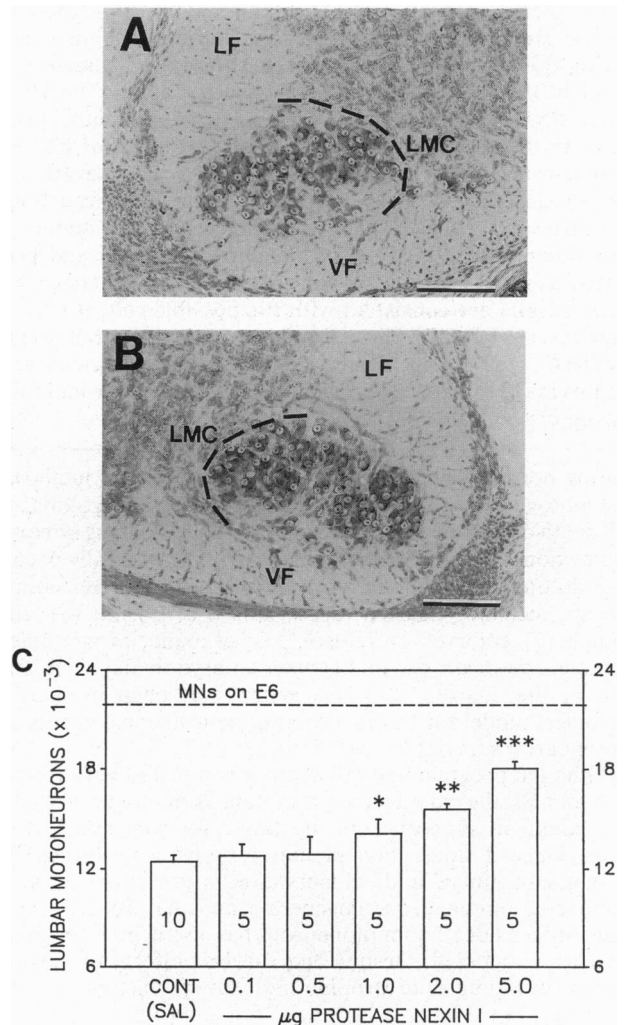 A
LF
LMC
VF
B
LF
LMC
VF
C
LUMBAR MOTONEURONS (× 10⁻³)
24 24
MNs on E6
***
18 18
**
*
12 12
10 5 5 5 5 5
6 6
CONT 0.1 0.5 1.0 2.0 5.0
(SAL) µg PROTEASE NEXIN I